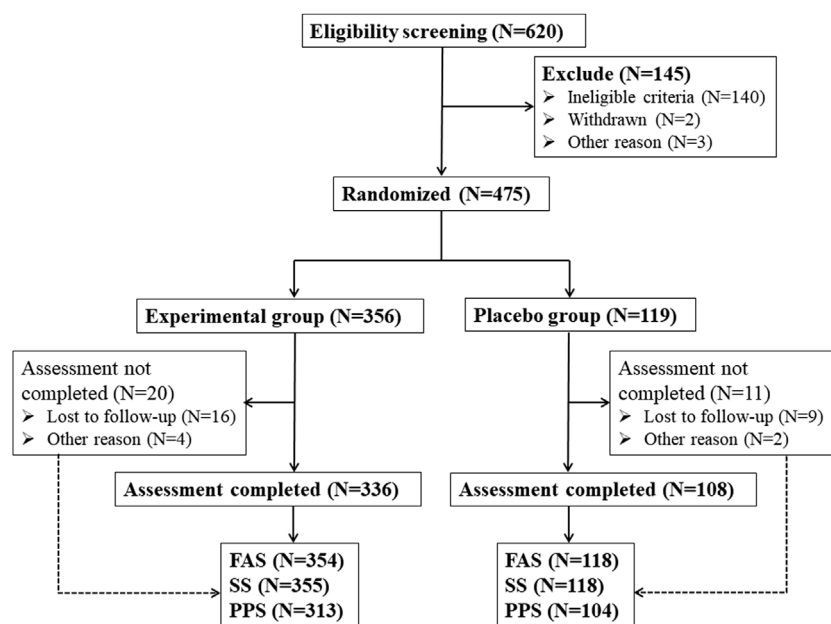 Eligibility screening (N=620)
Exclude (N=145)
➢ Ineligible criteria (N=140)
➢ Withdrawn (N=2)
➢ Other reason (N=3)
Randomized (N=475)
Experimental group (N=356)
Placebo group (N=119)
Assessment not
completed (N=20)
➢ Lost to follow-up (N=16)
➢ Other reason (N=4)
Assessment not
completed (N=11)
➢ Lost to follow-up (N=9)
➢ Other reason (N=2)
Assessment completed (N=336)
Assessment completed (N=108)
FAS (N=354)
SS (N=355)
PPS (N=313)
FAS (N=118)
SS (N=118)
PPS (N=104)